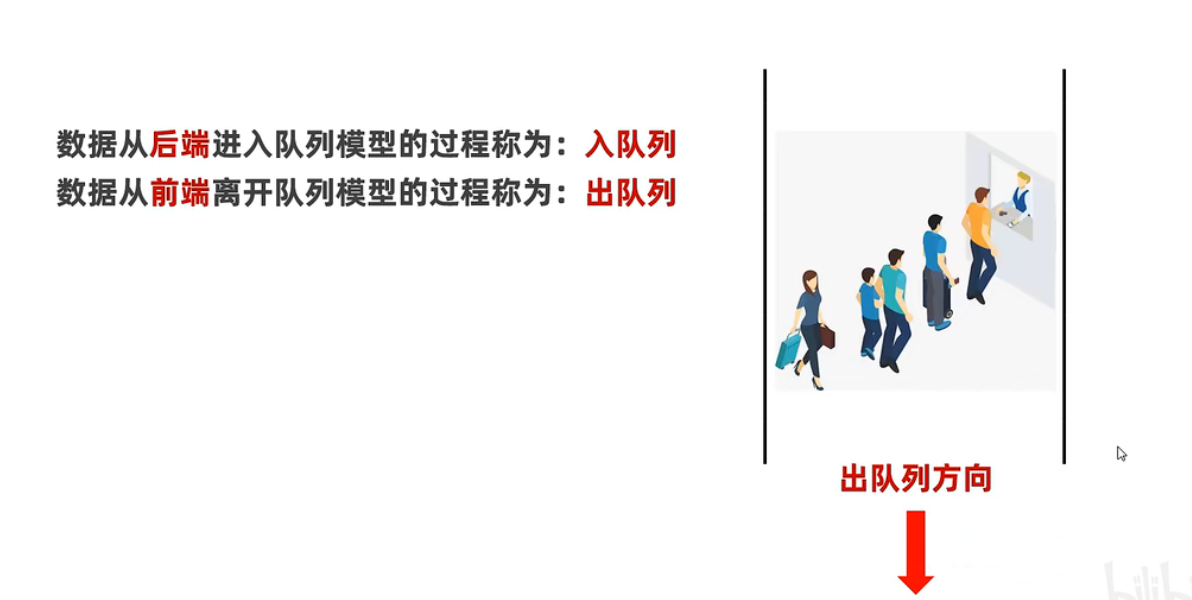 数据从后端进入队列模型的过程称为：入队列
数据从前端离开队列模型的过程称为：出队列
出队列方向